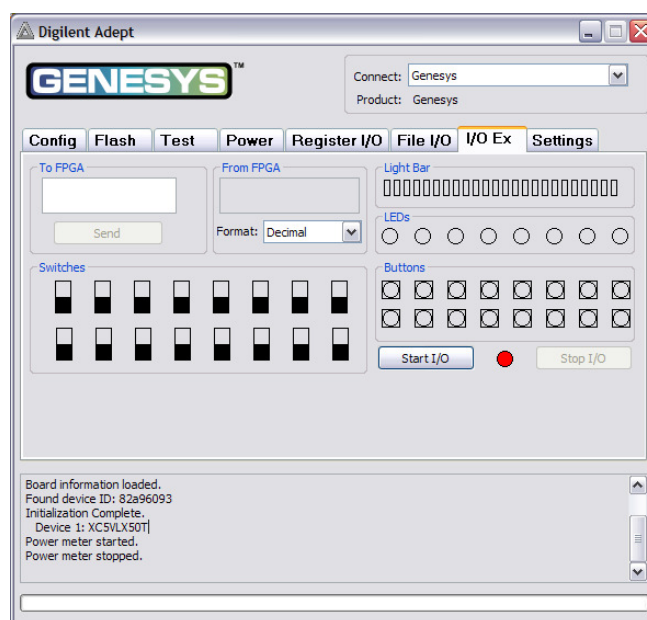 Digilent Adept
GENESYS™
Connect: Genesys
Product: Genesys
Config Flash Test Power Register I/O File I/O I/O Ex Settings
To FPGA
Send
From FPGA
Format: Decimal
Light Bar
LEDs
Switches
Buttons
Start I/O Stop I/O
Board information loaded.
Found device ID: 82a96093
Initialization Complete.
Device 1: XC5VLX50T
Power meter started.
Power meter stopped.